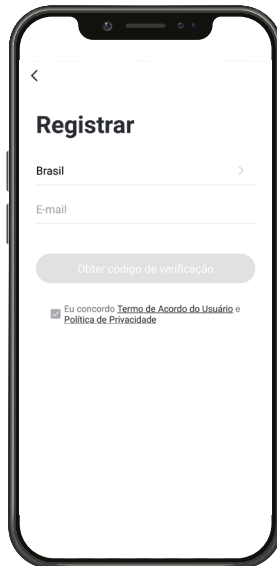 Registrar
Brasil
E-mail
Obter código de verificação
Eu concordo Termo de Acordo do Usuário e
Política de Privacidade